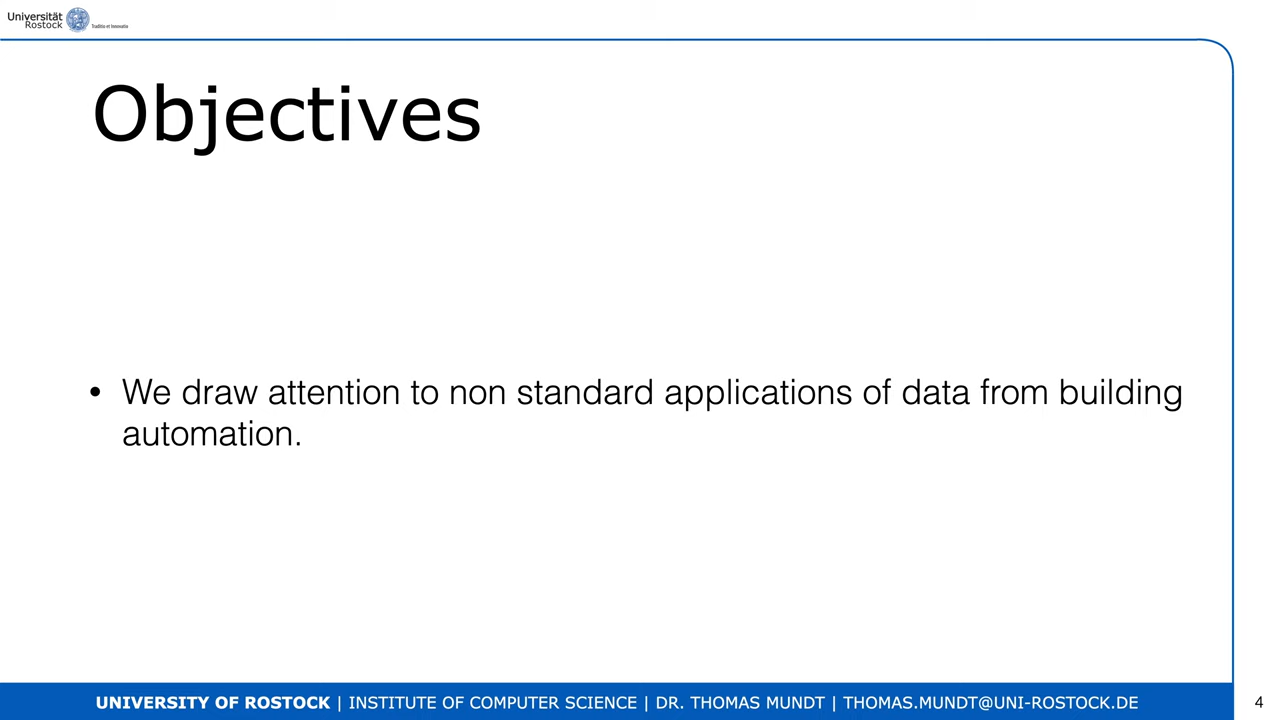 Universität
Rostock
Traditio et Innovatio
Objectives
• We draw attention to non standard applications of data from building
automation.
UNIVERSITY OF ROSTOCK | INSTITUTE OF COMPUTER SCIENCE | DR. THOMAS MUNDT | THOMAS.MUNDT@UNI-ROSTOCK.DE
4